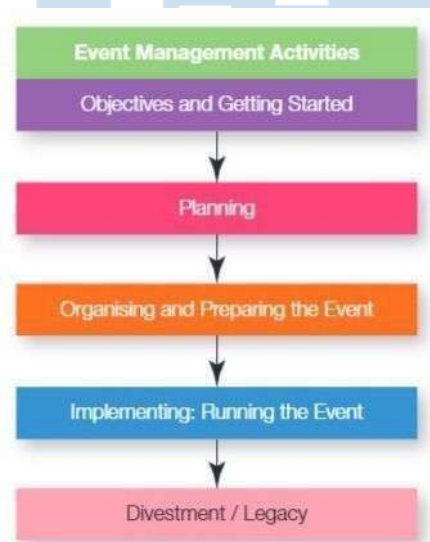 Event Management Activities
Objectives and Getting Started
Planning
Organising and Preparing the Event
Implementing: Running the Event
Divestment / Legacy